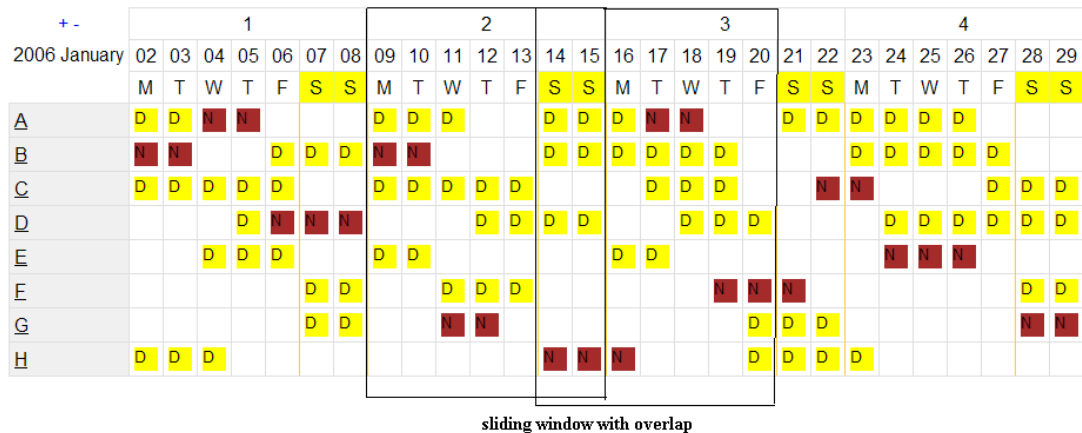 + - 1 2 3 4
2006 January 02 03 04 05 06 07 08 09 10 11 12 13 14 15 16 17 18 19 20 21 22 23 24 25 26 27 28 29
M T W T F S S M T W T F S S M T W T F S S M T W T F S S
A D D N N D D D D D D N N D D D D D D
B N N D D D N N D D D D D D D D D D D
C D D D D D D D D D D D D D N N D D D
D D N N N D D D D D D D D D D D D D
E D D D D D D D N N N
F D D D D D N N N D D
G D D N N D D D N N
H D D D N N N D D D D
sliding window with overlap